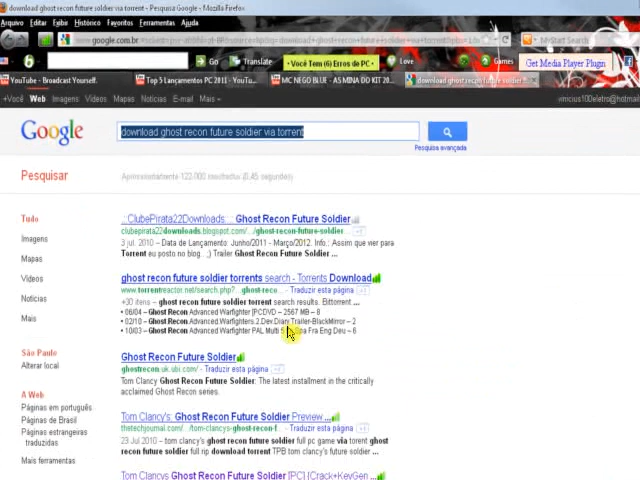 download ghost recon future soldier via torrent - Pesquisa Google - Mozilla Firefox
Arquivo Editar Exibir Histórico Favoritos Ferramentas Ajuda
www.google.com.br
Go Translate Você Tem (6) Erros de PC Love Games Get Media Player Plugin
YouTube - Broadcast Yourself. Top 5 Lançamentos PC 2011 - YouTu... MC NEGO BLUE - AS MINA DO KIT 20... download ghost recon future soldier
+Você Web Imagens Vídeos Mapas Notícias E-mail Mais
Google
download ghost recon future soldier via torrent
Pesquisa avançada
Pesquisar
Aproximadamente 122.000 resultados (0,45 segundos)
Tudo
Imagens
Mapas
Vídeos
Notícias
Mais
São Paulo
Alterar local
A Web
Páginas em português
Páginas de Brasil
Páginas estrangeiras
traduzidas
Mais ferramentas
.::ClubePirata22Downloads::.: Ghost Recon Future Soldier
clubepirata22downloads.blogspot.com/.../ghost-recon-future-soldier...
3 jul. 2010 – Data de Lançamento: Junho/2011 - Março/2012. Info.: Assim que vier para
Torrent eu posto no blog. ,;) Trailer Ghost Recon Future Soldier ...
ghost recon future soldier torrents search - Torrents Download
www.torrentreactor.net/search.php?...ghost-reco... - Traduzir esta página
+30 itens – ghost recon future soldier torrent search results. Bittorrent ...
• 06/04 – Ghost.Recon.Advanced.Warfighter [PCDVD – 2567 MB – 8
• 02/10 – Ghost.Recon.Advanced.Warfighters.2.Dev.Diary.Trailer-BlackMirror – 2
• 10/03 – Ghost.Recon Advanced Warfighter PAL Multi 5 Spa Fra Eng Deu – 6
Ghost Recon Future Soldier
ghostrecon.uk.ubi.com/ - Traduzir esta página
Tom Clancy Ghost Recon Future Soldier: The latest installment in the critically
acclaimed Ghost Recon series.
Tom Clancy's: Ghost Recon Future Soldier Preview ...
thetechjournal.com/.../tom-clancys-ghost-recon-f... - Traduzir esta página
23 Jul 2010 – tom clancy's ghost recon future soldier full pc game via torrent ghost
recon future soldier full rip download torrent TPB tom clancy's future soldier ...
Tom Clancys Ghost Recon Future Soldier [PC] {Crack+KeyGen ...